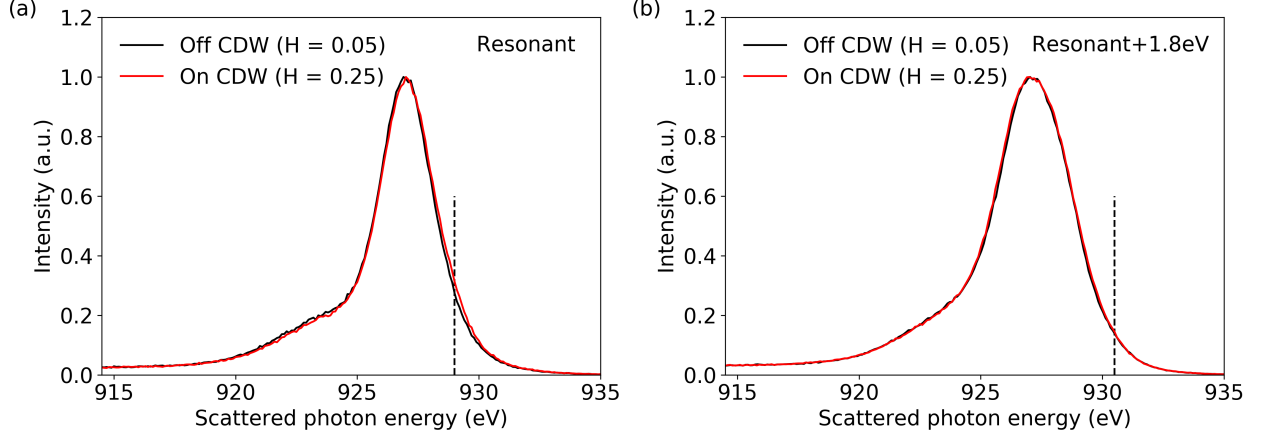 (a)
1.2
1.0
0.8
0.6
0.4
0.2
0.0
Intensity (a.u.)
Off CDW (H = 0.05)
On CDW (H = 0.25)
Resonant
915
920
925
930
935
Scattered photon energy (eV)
(b)
1.2
1.0
0.8
0.6
0.4
0.2
0.0
Intensity (a.u.)
Off CDW (H = 0.05)
On CDW (H = 0.25)
Resonant+1.8eV
915
920
925
930
935
Scattered photon energy (eV)